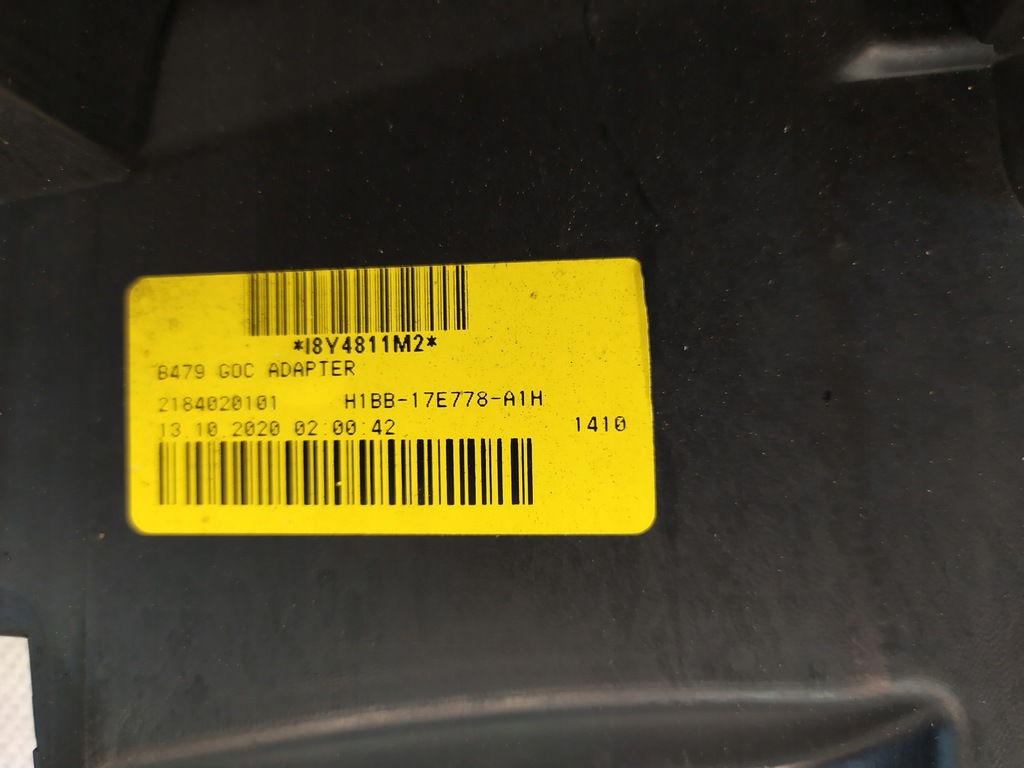 *I8Y4811M2*
B479 GOC ADAPTER
2184020101 H1BB-17E778-A1H
13.10.2020 02:00:42 1410